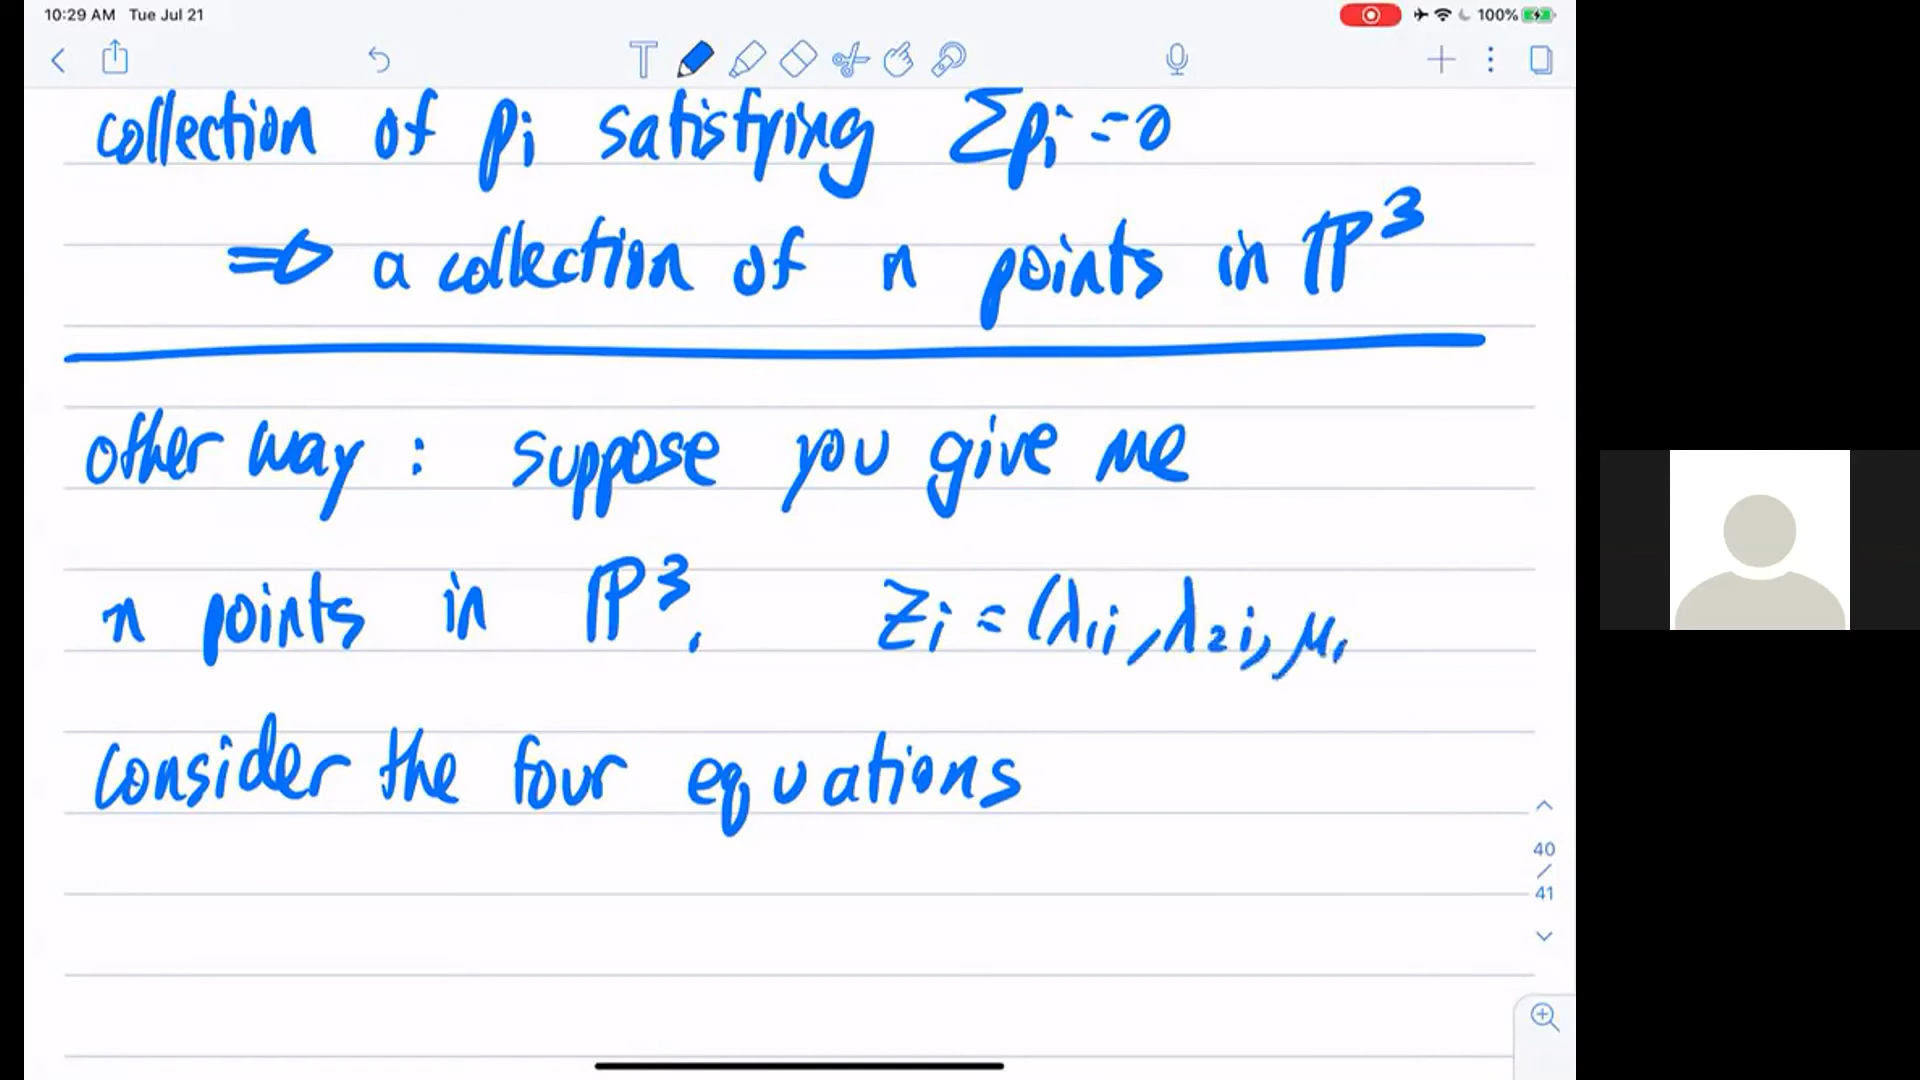 10:29 AM Tue Jul 21
100%
collection of pi satisfying Σpi = 0
⇒ a collection of n points in ℙ³
other way : suppose you give me
n points in ℙ³. Zi = (λ1i, λ2i, μ1
consider the four equations
40
/
41